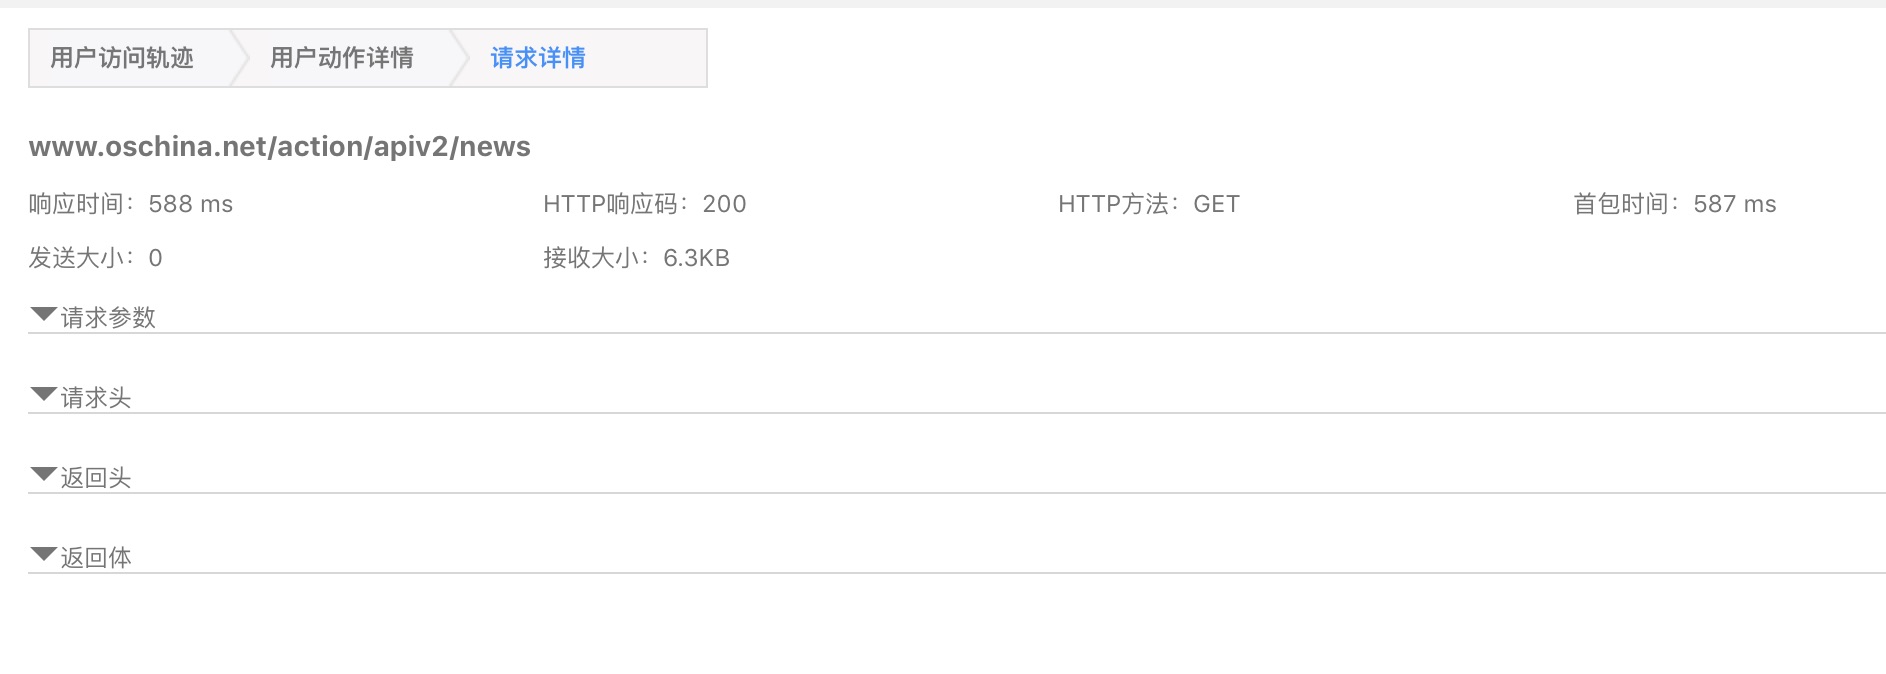 用户访问轨迹 用户动作详情 请求详情
www.oschina.net/action/apiv2/news
响应时间：588 ms HTTP响应码：200 HTTP方法：GET 首包时间：587 ms
发送大小：0 接收大小：6.3KB
请求参数
请求头
返回头
返回体